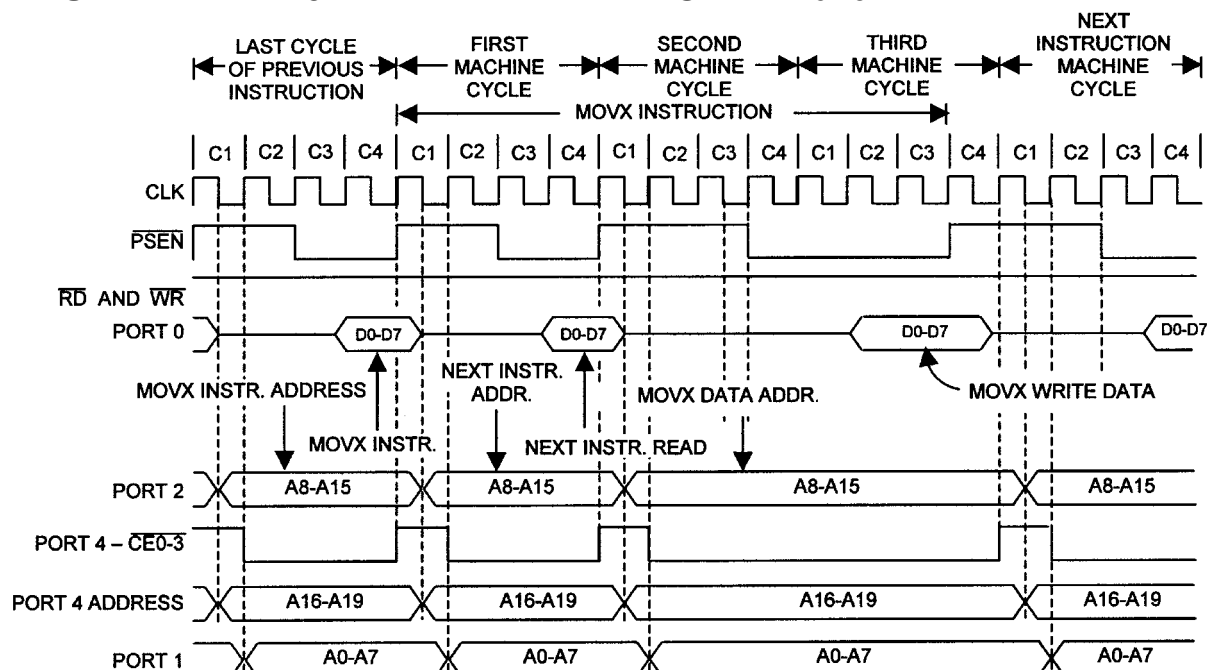 LAST CYCLE
OF PREVIOUS
INSTRUCTION
FIRST
MACHINE
CYCLE
SECOND
MACHINE
CYCLE
THIRD
MACHINE
CYCLE
NEXT
INSTRUCTION
MACHINE
CYCLE
MOVX INSTRUCTION
C1 C2 C3 C4 C1 C2 C3 C4 C1 C2 C3 C4 C1 C2 C3 C4 C1 C2 C3 C4
CLK
PSEN
RD AND WR
PORT 0 D0-D7 D0-D7 D0-D7 D0-D7
MOVX INSTR. ADDRESS
MOVX INSTR.
NEXT INSTR.
ADDR.
NEXT INSTR. READ
MOVX DATA ADDR.
MOVX WRITE DATA
PORT 2 A8-A15 A8-A15 A8-A15 A8-A15
PORT 4 – CE0-3
PORT 4 ADDRESS A16-A19 A16-A19 A16-A19 A16-A19
PORT 1 A0-A7 A0-A7 A0-A7 A0-A7